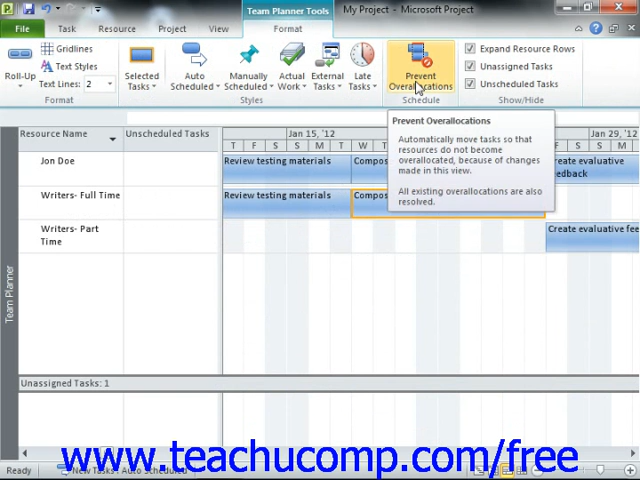 Team Planner Tools
My Project - Microsoft Project
File Task Resource Project View Format
Roll-Up
Gridlines
Text Styles
Text Lines: 2
Format
Selected Tasks
Auto Scheduled
Manually Scheduled
Actual Work
External Tasks
Late Tasks
Styles
Prevent Overallocations
Schedule
Expand Resource Rows
Unassigned Tasks
Unscheduled Tasks
Show/Hide
Prevent Overallocations
Automatically move tasks so that
resources do not become
overallocated, because of changes
made in this view.
All existing overallocations are also
resolved.
Resource Name Unscheduled Tasks
Jan 15, '12 Jan 29, '12
T F S S M T
S M T
Jon Doe
Review testing materials Compos
feedback
Writers- Full Time
Review testing materials Compos
Writers- Part
Time
Create evaluative fee
Team Planner
Unassigned Tasks: 1
www.teachucomp.com/free
Ready New Tasks : Auto Scheduled